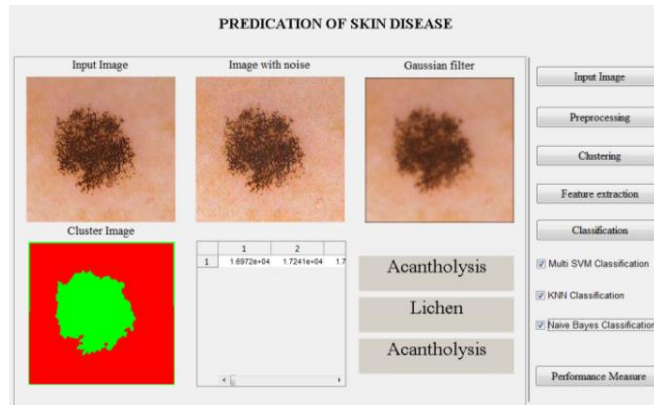 PREDICATION OF SKIN DISEASE
Input Image
Image with noise
Gaussian filter
Cluster Image
1 2
1 1.6972e+04 1.7241e+04 1.7
Acantholysis
Lichen
Acantholysis
Input Image
Preprocessing
Clustering
Feature extraction
Classification
Multi SVM Classification
KNN Classification
Naive Bayes Classification
Performance Measure